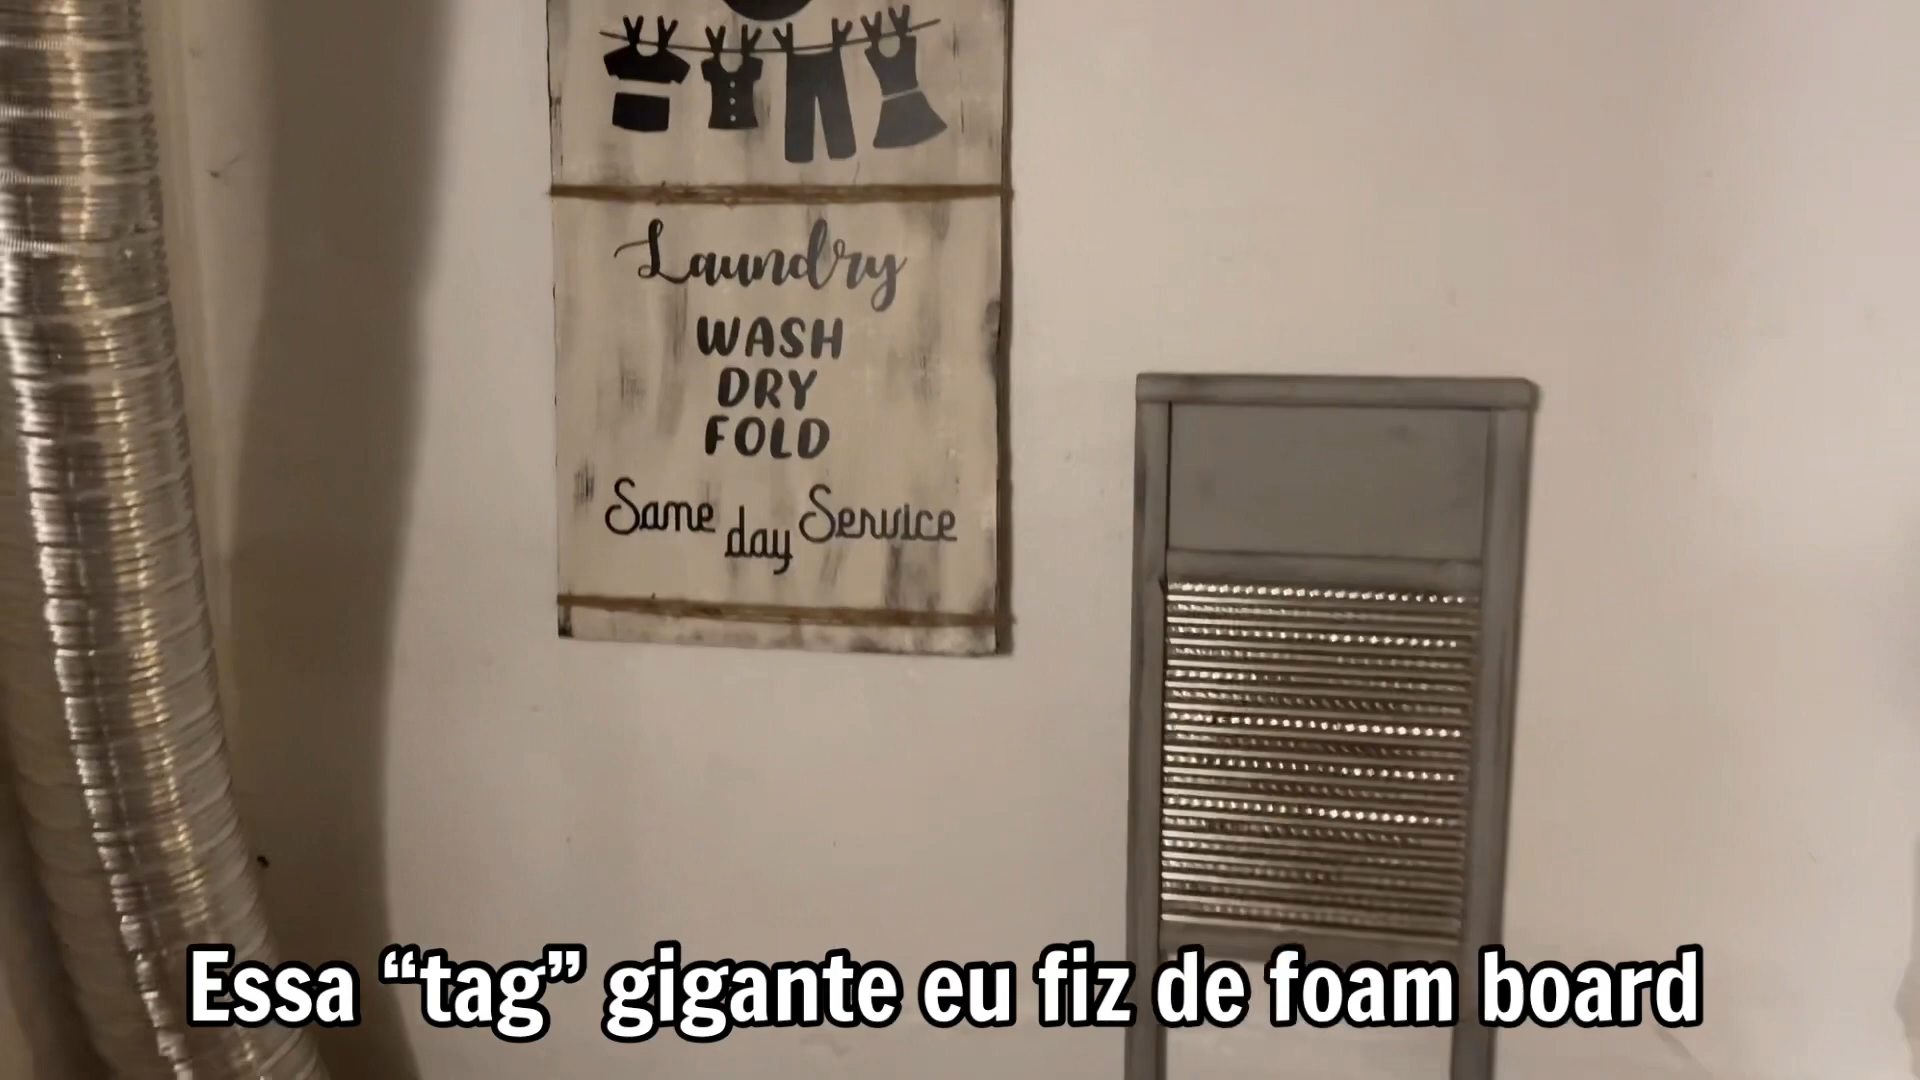 Laundry
WASH
DRY
FOLD
Same day Service
Essa “tag” gigante eu fiz de foam board